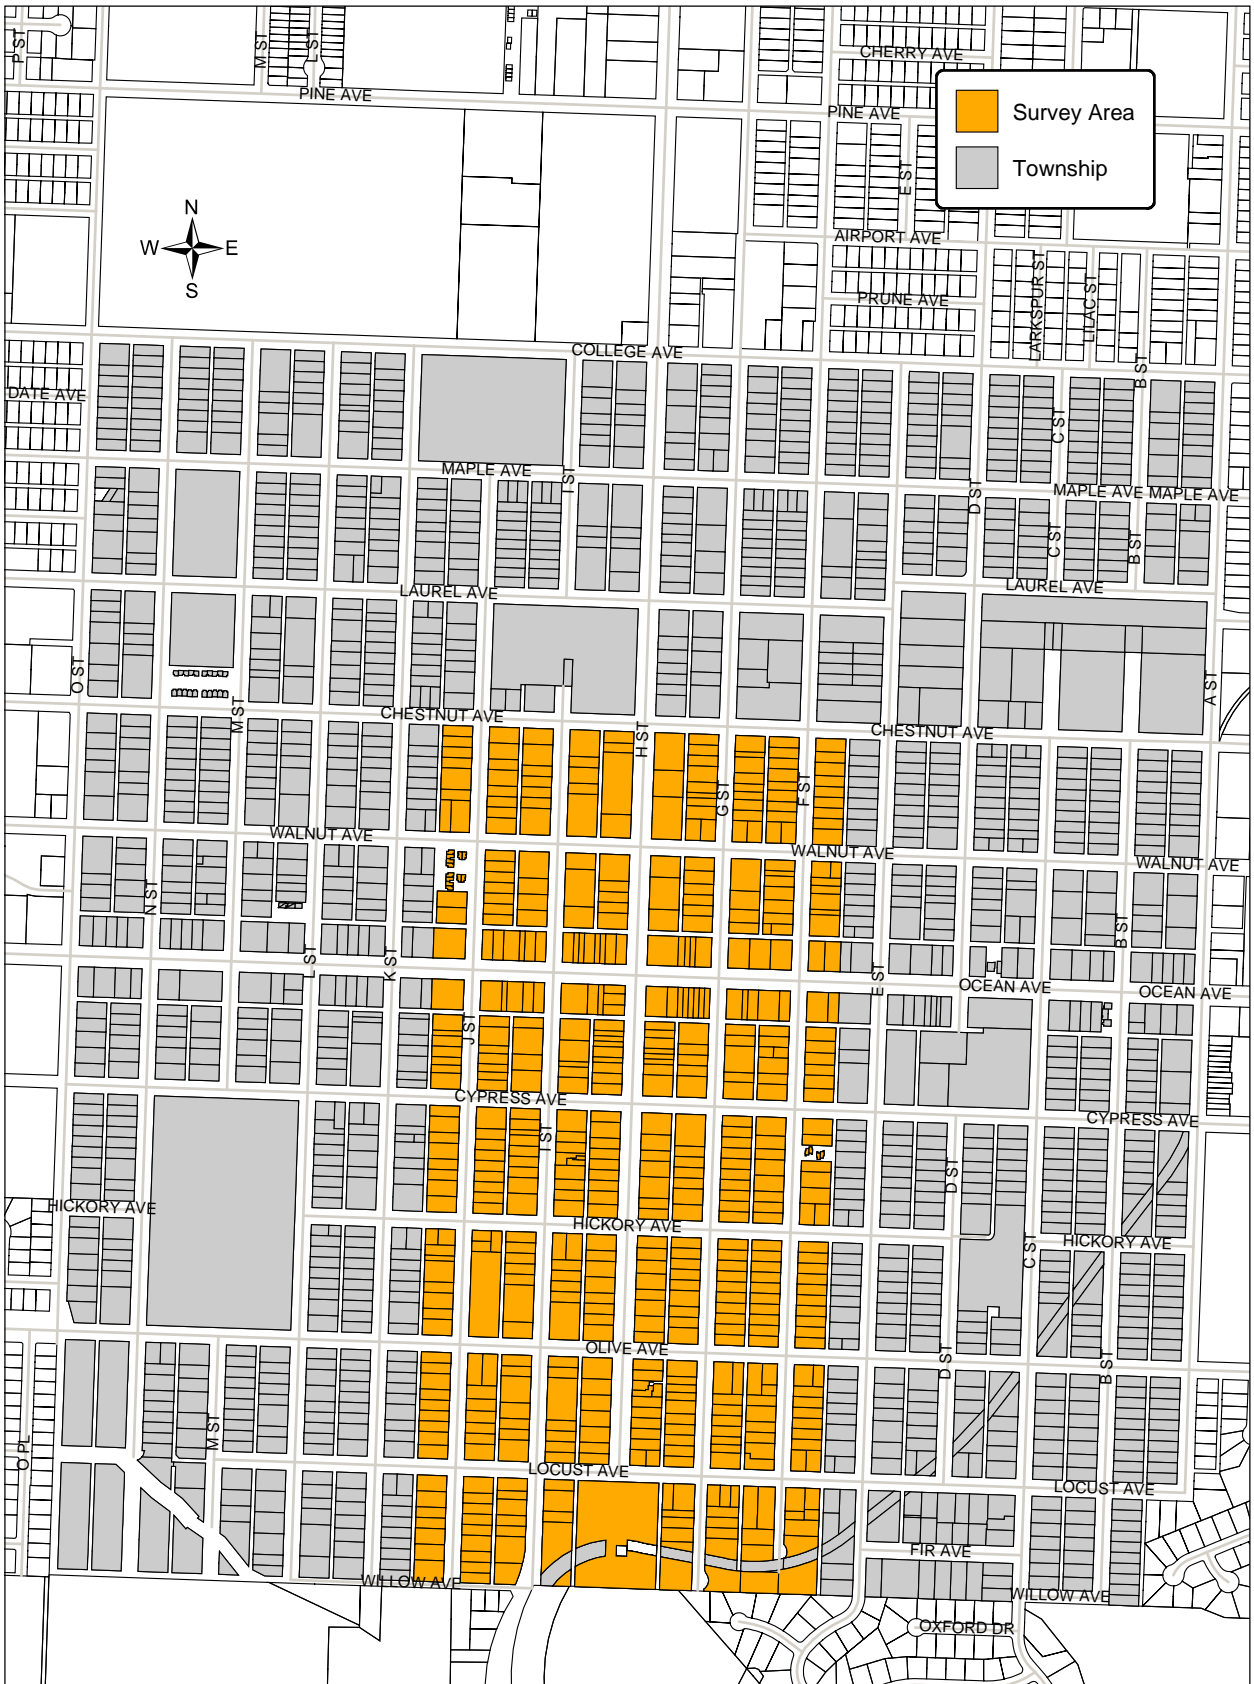 P ST
M ST
L ST
CHERRY AVE
PINE AVE
PINE AVE
Survey Area
Township
E ST
N
W E
S
AIRPORT AVE
PRUNE AVE
LARKSPUR ST
LILAC ST
COLLEGE AVE
B ST
DATE AVE
C ST
MAPLE AVE
I ST
D ST
MAPLE AVE MAPLE AVE
C ST
B ST
LAUREL AVE
LAUREL AVE
O ST
A ST
M ST
CHESTNUT AVE
H ST
CHESTNUT AVE
G ST
F ST
WALNUT AVE
WALNUT AVE
WALNUT AVE
N ST
B ST
L ST
K ST
E ST
OCEAN AVE
OCEAN AVE
J ST
CYPRESS AVE
CYPRESS AVE
I ST
D ST
HICKORY AVE
HICKORY AVE
C ST
HICKORY AVE
OLIVE AVE
D ST
B ST
M ST
O PL
LOCUST AVE
LOCUST AVE
FIR AVE
WILLOW AVE
WILLOW AVE
OXFORD DR